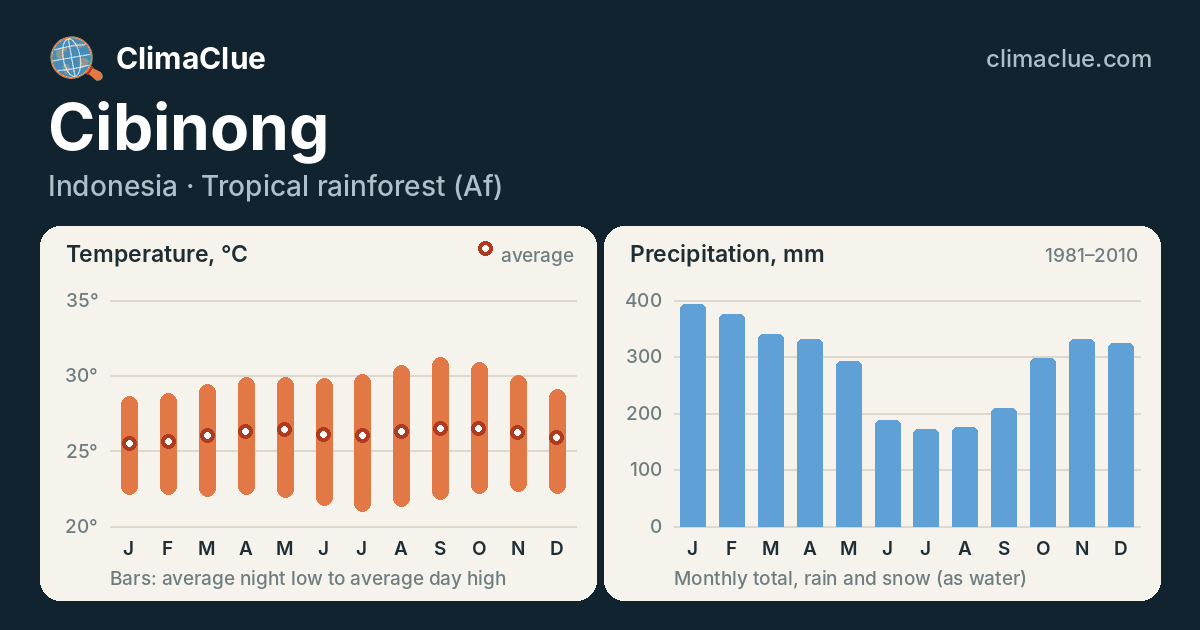 ClimaClue
climaclue.com
Cibinong
Indonesia · Tropical rainforest (Af)
Temperature, °C
average
35°
30°
25°
20°
J F M A M J J A S O N D
Bars: average night low to average day high
Precipitation, mm
1981–2010
400
300
200
100
0
J F M A M J J A S O N D
Monthly total, rain and snow (as water)